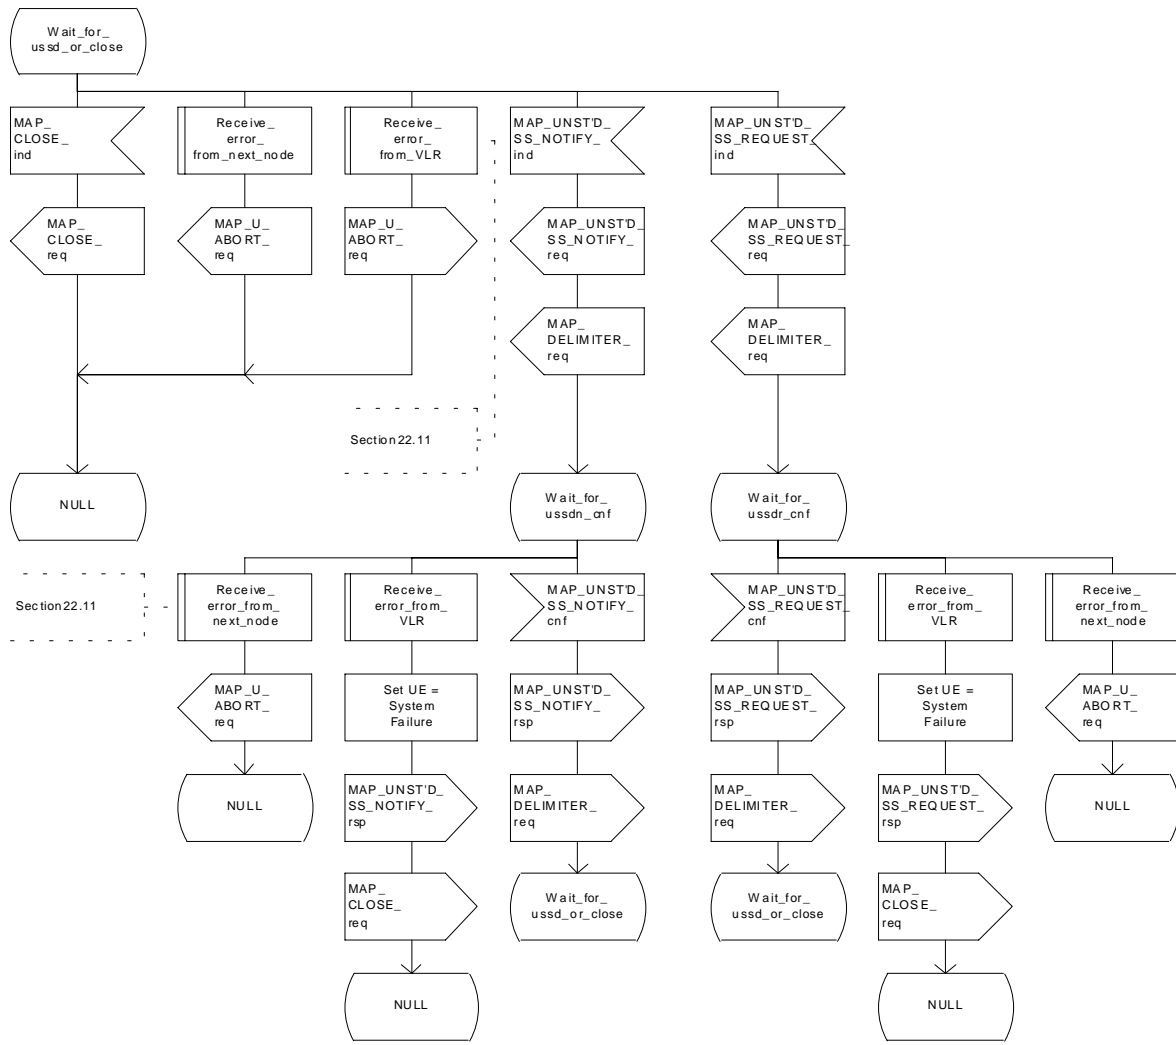 Wait_for_
ussd_or_close
MAP_
CLOSE_
ind
Receive_
error_
from_next_node
Receive_
error_
from_VLR
MAP_UNST'D_
SS_NOTIFY_
ind
MAP_UNST'D_
SS_REQUEST_
ind
MAP_
CLOSE_
req
MAP_U_
ABORT_
req
MAP_U_
ABORT_
req
MAP_UNST'D_
SS_NOTIFY_
req
MAP_UNST'D_
SS_REQUEST_
req
MAP_
DELIMITER_
req
MAP_
DELIMITER_
req
Section 22.11
NULL
Wait_for_
ussdn_cnf
Wait_for_
ussdr_cnf
Section 22.11
Receive_
error_from_
next_node
Receive_
error_from_
VLR
MAP_UNST'D_
SS_NOTIFY_
cnf
MAP_UNST'D_
SS_REQUEST_
cnf
Receive_
error_from_
VLR
Receive_
error_from_
next_node
MAP_U_
ABORT_
req
Set UE =
System
Failure
MAP_UNST'D_
SS_NOTIFY_
rsp
MAP_UNST'D_
SS_REQUEST_
rsp
Set UE =
System
Failure
MAP_U_
ABORT_
req
NULL
MAP_UNST'D_
SS_NOTIFY_
rsp
MAP_
DELIMITER_
req
MAP_
DELIMITER_
req
MAP_UNST'D_
SS_REQUEST_
rsp
NULL
MAP_
CLOSE_
req
Wait_for_
ussd_or_close
Wait_for_
ussd_or_close
MAP_
CLOSE_
req
NULL
NULL